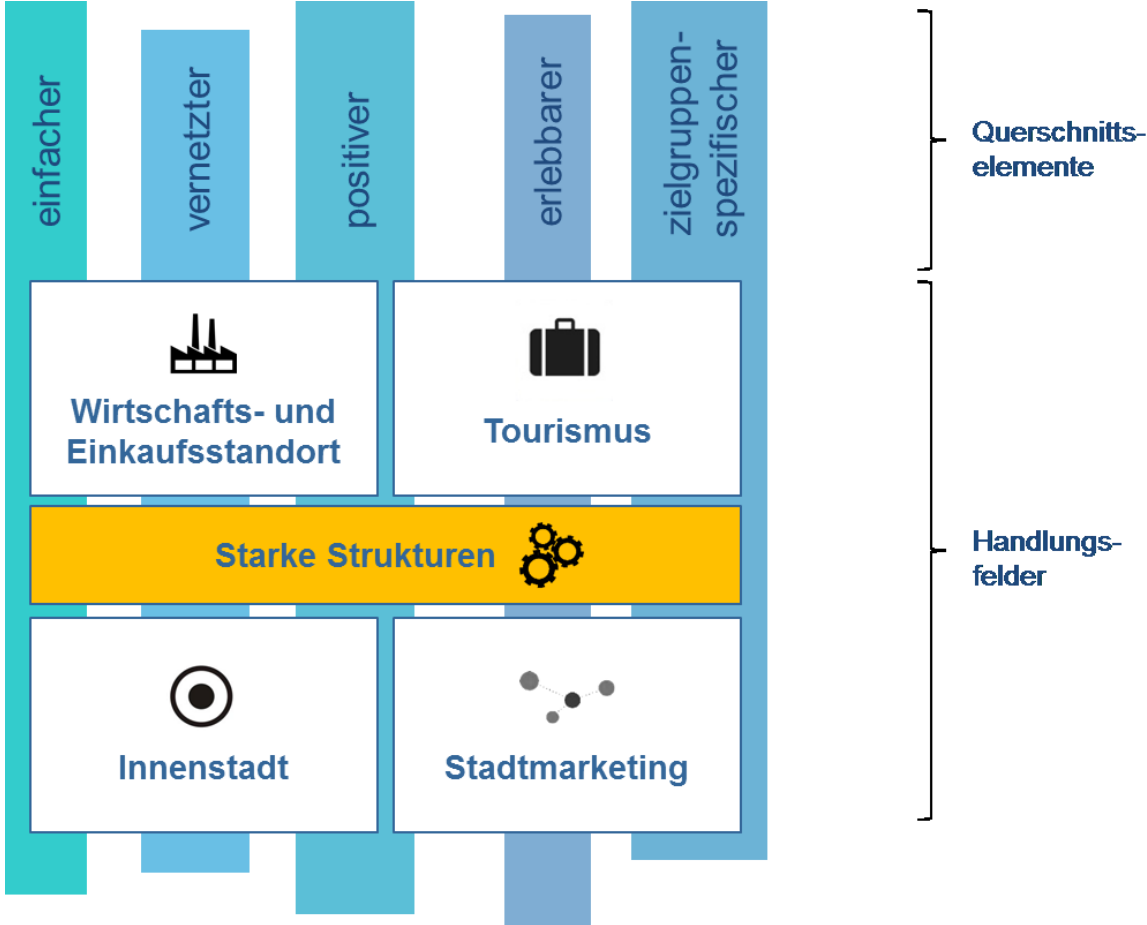 einfacher
vernetzter
positiver
erlebbarer
zielgruppen-
spezifischer
Querschnitts-
elemente
Wirtschafts- und
Einkaufsstandort
Tourismus
Starke Strukturen
Handlungs-
felder
Innenstadt
Stadtmarketing